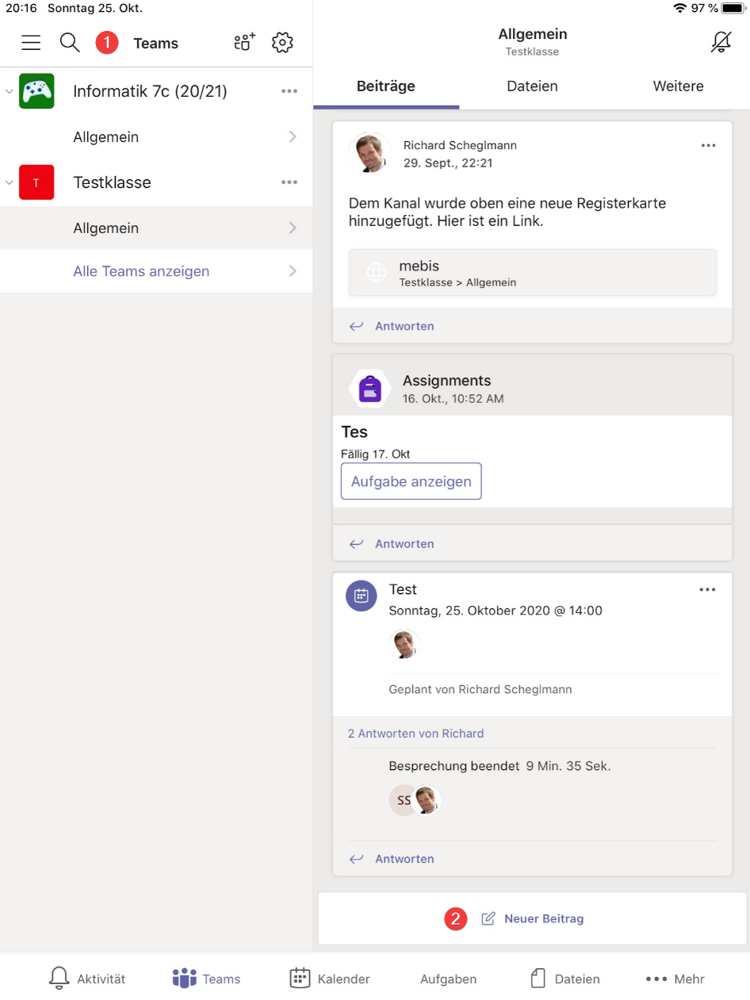 20:16 Sonntag 25. Okt.
97 %
1 Teams
Informatik 7c (20/21)
Allgemein
T Testklasse
Allgemein
Alle Teams anzeigen
Allgemein
Testklasse
Beiträge Dateien Weitere
Richard Scheglmann
29. Sept., 22:21
Dem Kanal wurde oben eine neue Registerkarte
hinzugefügt. Hier ist ein Link.
mebis
Testklasse > Allgemein
Antworten
Assignments
16. Okt., 10:52 AM
Tes
Fällig 17. Okt
Aufgabe anzeigen
Antworten
Test
Sonntag, 25. Oktober 2020 @ 14:00
Geplant von Richard Scheglmann
2 Antworten von Richard
Besprechung beendet 9 Min. 35 Sek.
SS
Antworten
2 Neuer Beitrag
Aktivität Teams Kalender Aufgaben Dateien Mehr